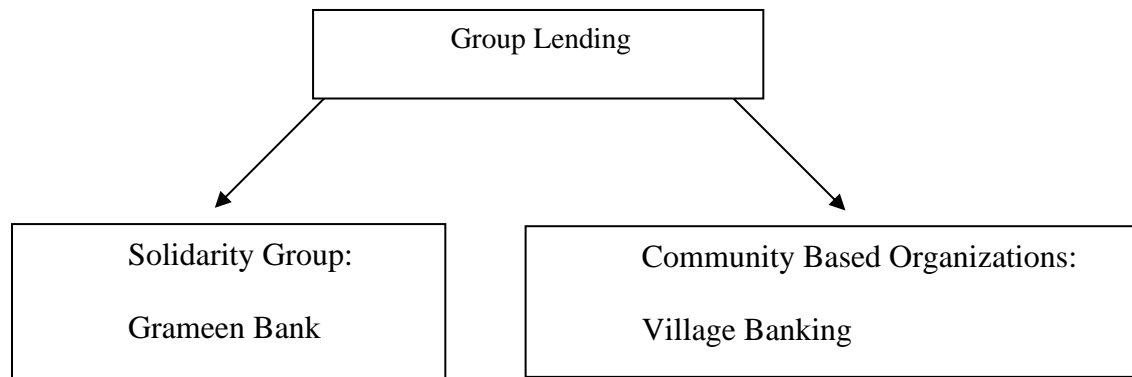 Group Lending
Solidarity Group:
Grameen Bank
Community Based Organizations:
Village Banking